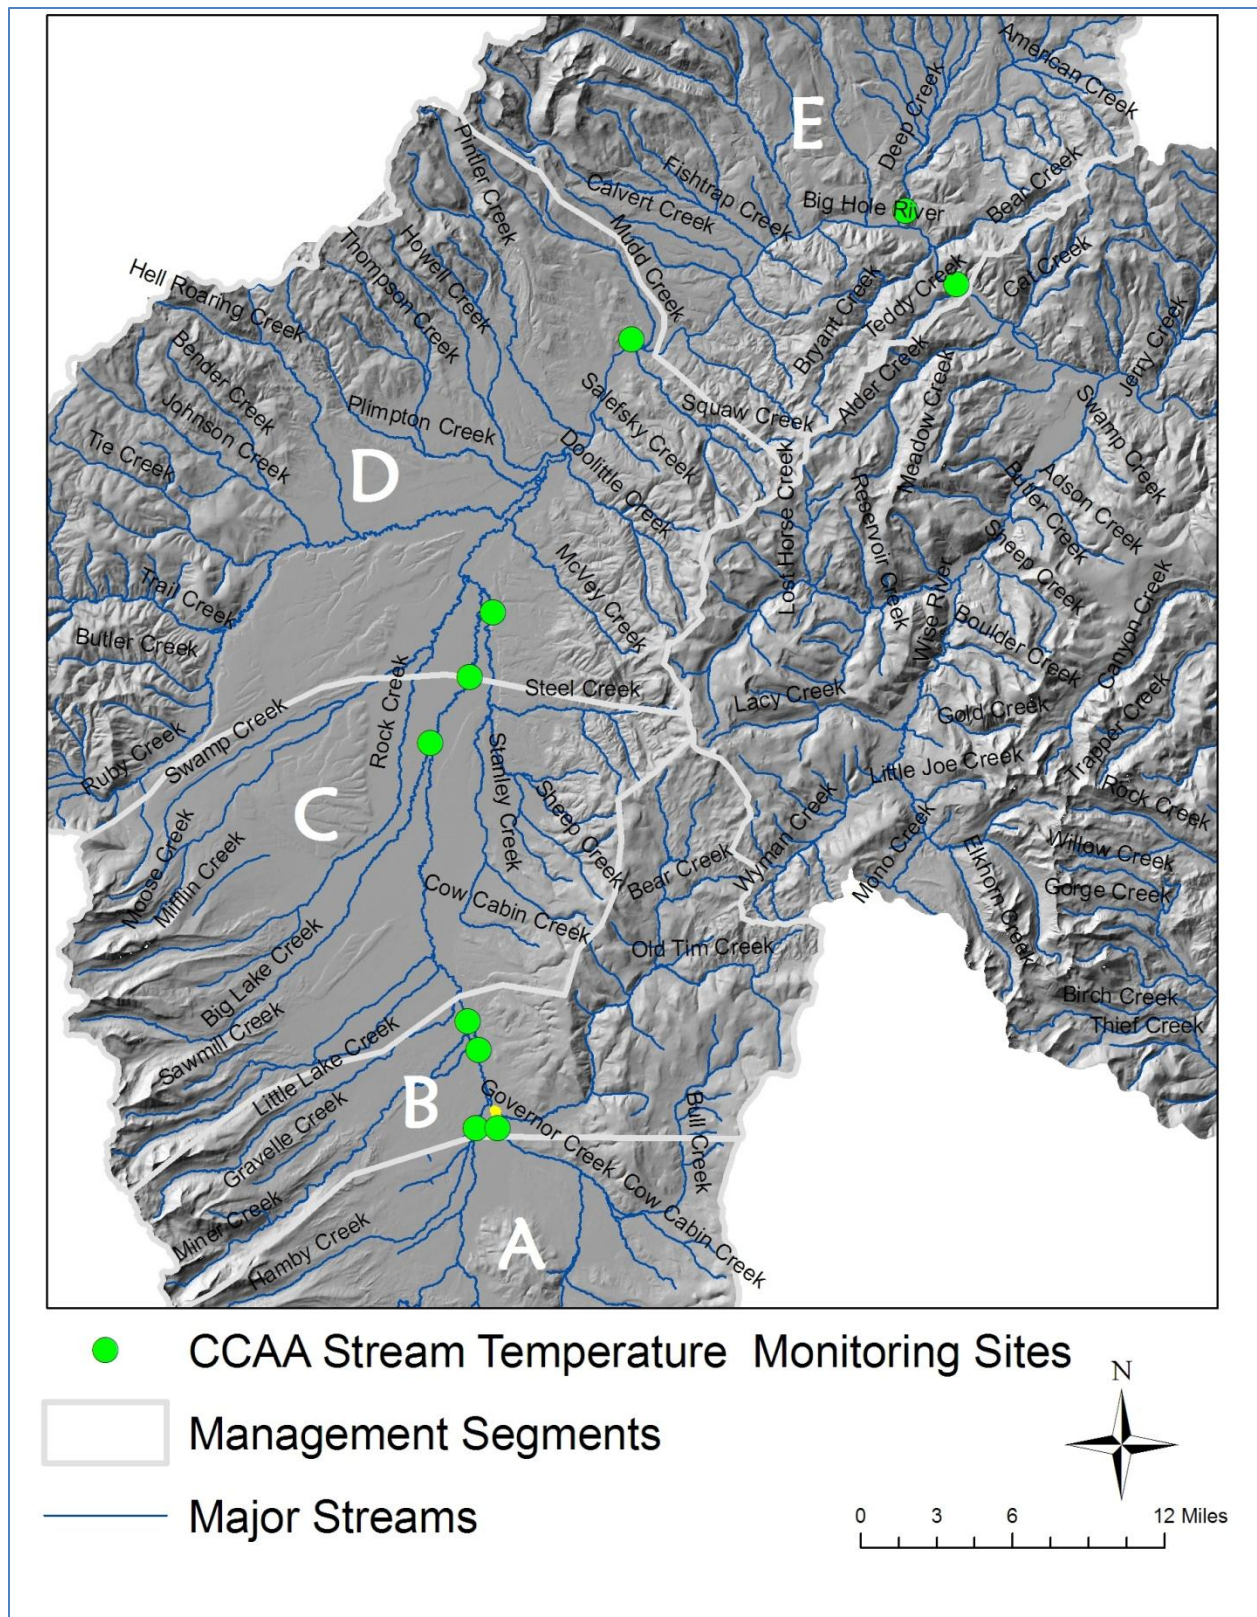 American Creek
E
Deep Creek
Pintler Creek
Fishtrap Creek
Calvert Creek
Big Hole River
Bear Creek
Mudd Creek
Howell Creek
Thompson Creek
Hell Roaring Creek
Teddy Creek
Cat Creek
Bryant Creek
Bender Creek
Johnson Creek
Plimpton Creek
Salefsky Creek
Squaw Creek
Alder Creek
Meadow Creek
Jerry Creek
Swamp Creek
Tie Creek
D
Doolittle Creek
Lost Horse Creek
Reservoir Creek
Adson Creek
Butler Creek
Sheep Creek
McVey Creek
Trail Creek
Butler Creek
Wise River
Boulder Creek
Canyon Creek
Rock Creek
Steel Creek
Lacy Creek
Gold Creek
Trapper Creek
Ruby Creek
Swamp Creek
Stanley Creek
Little Joe Creek
Rock Creek
C
Sheep Creek
Moose Creek
Mifflin Creek
Bear Creek
Wyman Creek
Mono Creek
Elkhorn Creek
Willow Creek
Gorge Creek
Cow Cabin Creek
Old Tim Creek
Big Lake Creek
Birch Creek
Thief Creek
Sawmill Creek
Little Lake Creek
B
Governor Creek
Bull Creek
Gravelle Creek
Cow Cabin Creek
Miner Creek
Hamby Creek
A
CCAA Stream Temperature  Monitoring Sites
Management Segments
Major Streams
N
0 3 6 12 Miles